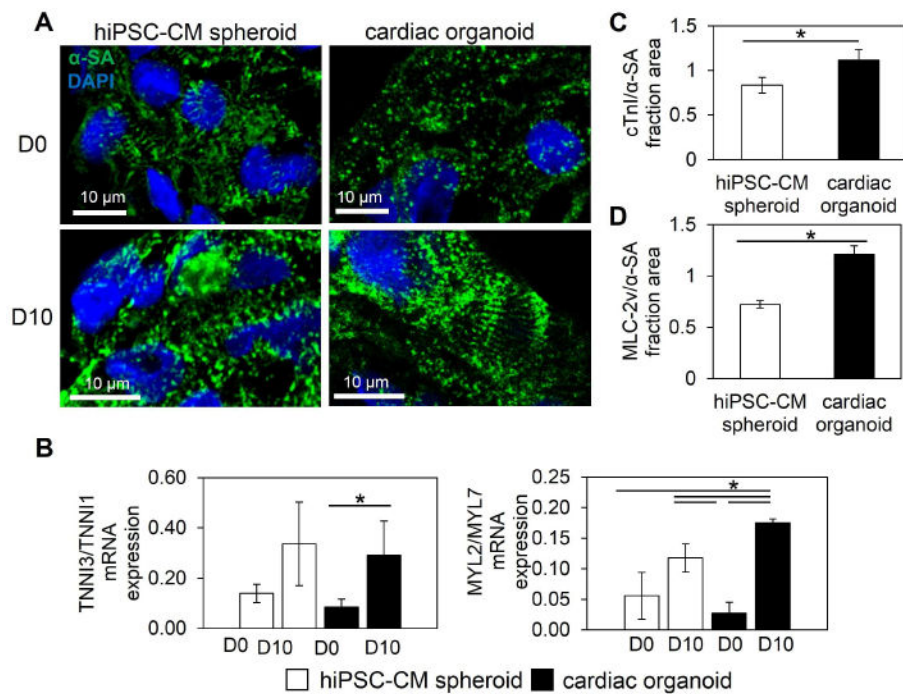 A
hiPSC-CM spheroid
cardiac organoid
α-SA
DAPI
D0
10 µm
10 µm
D10
10 µm
10 µm
C
cTnI/α-SA
fraction area
1.5
1
0.5
0
*
hiPSC-CM
spheroid
cardiac
organoid
D
MLC-2v/α-SA
fraction area
1.5
1
0.5
0
*
hiPSC-CM
spheroid
cardiac
organoid
B
TNNI3/TNNI1
mRNA
expression
0.60
0.40
0.20
0.00
*
D0 D10 D0 D10
MYL2/MYL7
mRNA
expression
0.25
0.20
0.15
0.10
0.05
0.00
*
D0 D10 D0 D10
hiPSC-CM spheroid cardiac organoid